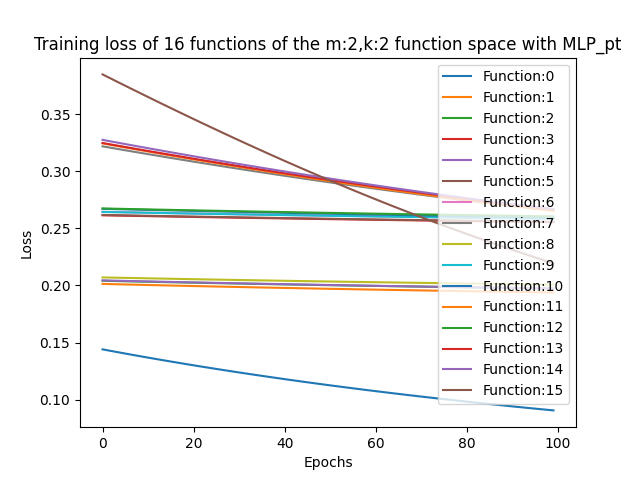 Training loss of 16 functions of the m:2,k:2 function space with MLP_pt
Loss
0.35
0.30
0.25
0.20
0.15
0.10
0
20
40
60
80
100
Epochs
Function:0
Function:1
Function:2
Function:3
Function:4
Function:5
Function:6
Function:7
Function:8
Function:9
Function:10
Function:11
Function:12
Function:13
Function:14
Function:15